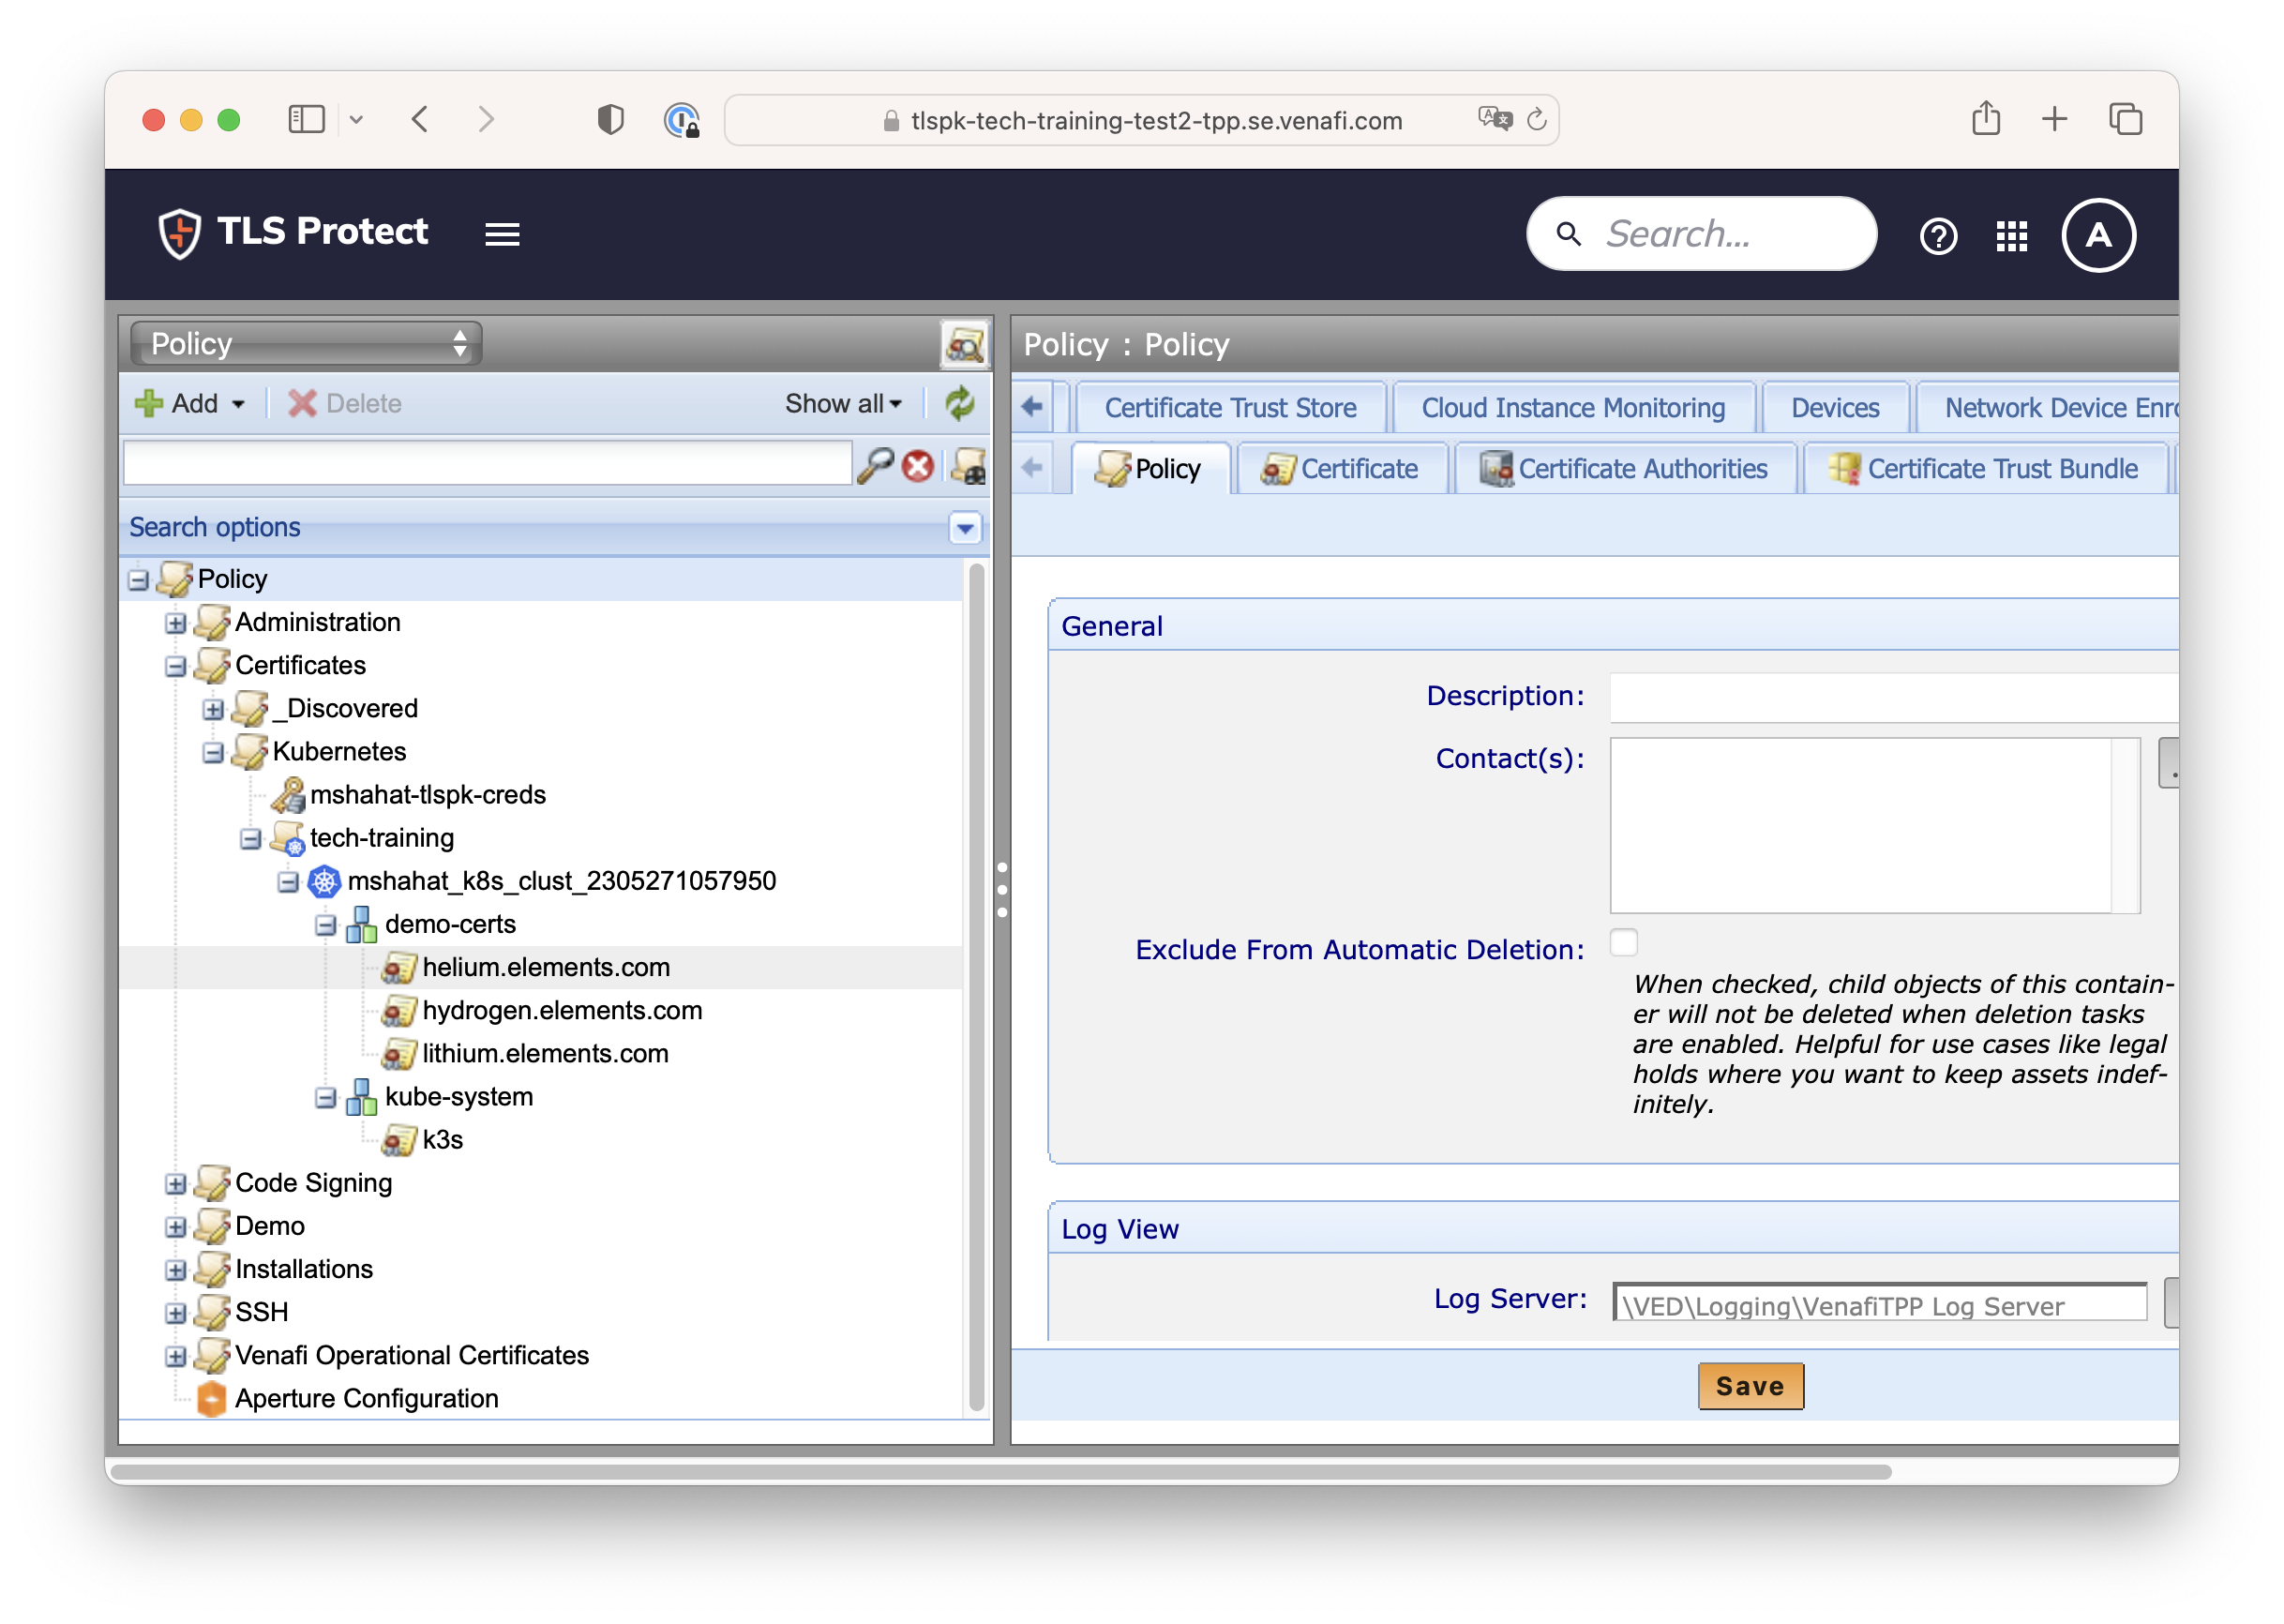 tlspk-tech-training-test2-tpp.se.venafi.com
TLS Protect
Search...
A
Policy
Add
Delete
Show all
Search options
Policy
Administration
Certificates
_Discovered
Kubernetes
mshahat-tlspk-creds
tech-training
mshahat_k8s_clust_2305271057950
demo-certs
helium.elements.com
hydrogen.elements.com
lithium.elements.com
kube-system
k3s
Code Signing
Demo
Installations
SSH
Venafi Operational Certificates
Aperture Configuration
Policy : Policy
Certificate Trust Store
Cloud Instance Monitoring
Devices
Network Device Enro
Policy
Certificate
Certificate Authorities
Certificate Trust Bundle
General
Description:
Contact(s):
Exclude From Automatic Deletion:
When checked, child objects of this contain-
er will not be deleted when deletion tasks
are enabled. Helpful for use cases like legal
holds where you want to keep assets indef-
initely.
Log View
Log Server:
\VED\Logging\VenafiTPP Log Server
Save